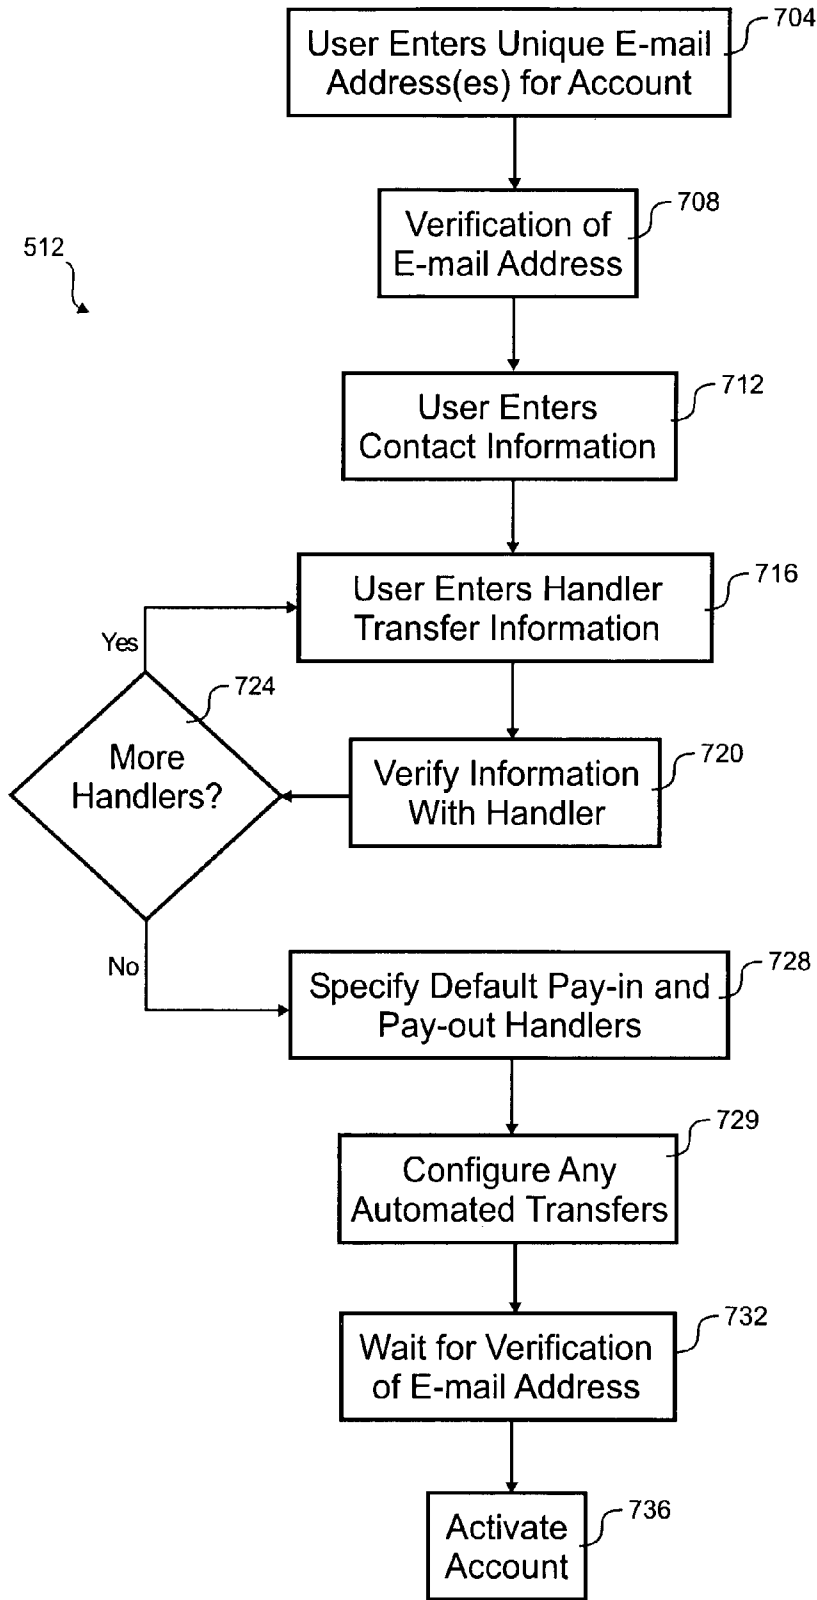 704
User Enters Unique E-mail
Address(es) for Account
708
Verification of
E-mail Address
512
712
User Enters
Contact Information
716
User Enters Handler
Transfer Information
Yes
724
More
Handlers?
720
Verify Information
With Handler
No
728
Specify Default Pay-in and
Pay-out Handlers
729
Configure Any
Automated Transfers
732
Wait for Verification
of E-mail Address
736
Activate
Account